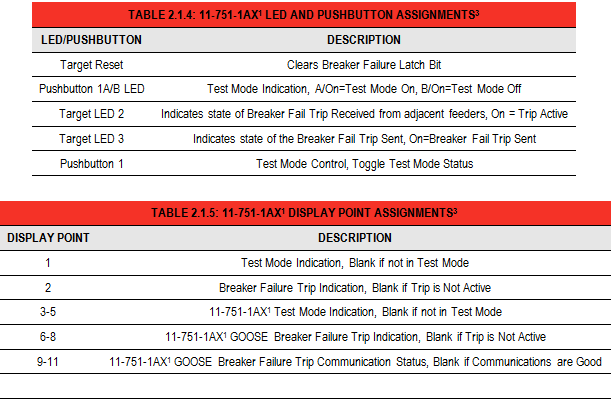 TABLE 2.1.4: 11-751-1AX¹ LED AND PUSHBUTTON ASSIGNMENTS³
LED/PUSHBUTTON DESCRIPTION
Target Reset Clears Breaker Failure Latch Bit
Pushbutton 1A/B LED Test Mode Indication, A/On=Test Mode On, B/On=Test Mode Off
Target LED 2 Indicates state of Breaker Fail Trip Received from adjacent feeders, On = Trip Active
Target LED 3 Indicates state of the Breaker Fail Trip Sent, On=Breaker Fail Trip Sent
Pushbutton 1 Test Mode Control, Toggle Test Mode Status
TABLE 2.1.5: 11-751-1AX¹ DISPLAY POINT ASSIGNMENTS³
DISPLAY POINT DESCRIPTION
1 Test Mode Indication, Blank if not in Test Mode
2 Breaker Failure Trip Indication, Blank if Trip is Not Active
3-5 11-751-1AX¹ Test Mode Indication, Blank if not in Test Mode
6-8 11-751-1AX¹ GOOSE Breaker Failure Trip Indication, Blank if Trip is Not Active
9-11 11-751-1AX¹ GOOSE Breaker Failure Trip Communication Status, Blank if Communications are Good